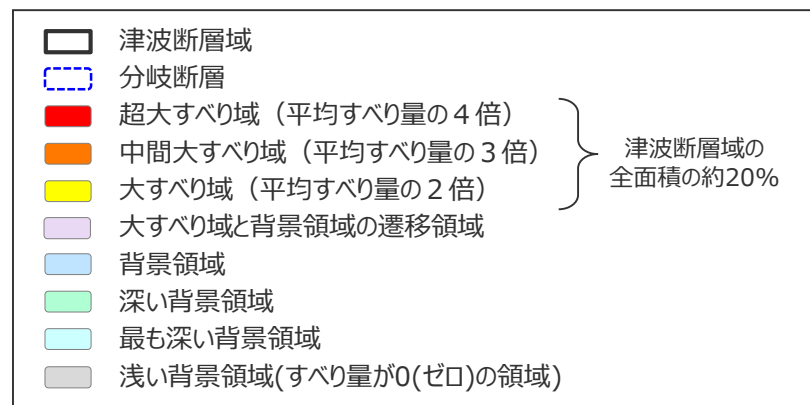 津波断層域
分岐断層
超大すべり域（平均すべり量の４倍）
中間大すべり域（平均すべり量の３倍）
大すべり域（平均すべり量の２倍）
津波断層域の
全面積の約20%
大すべり域と背景領域の遷移領域
背景領域
深い背景領域
最も深い背景領域
浅い背景領域(すべり量が0(ゼロ)の領域)